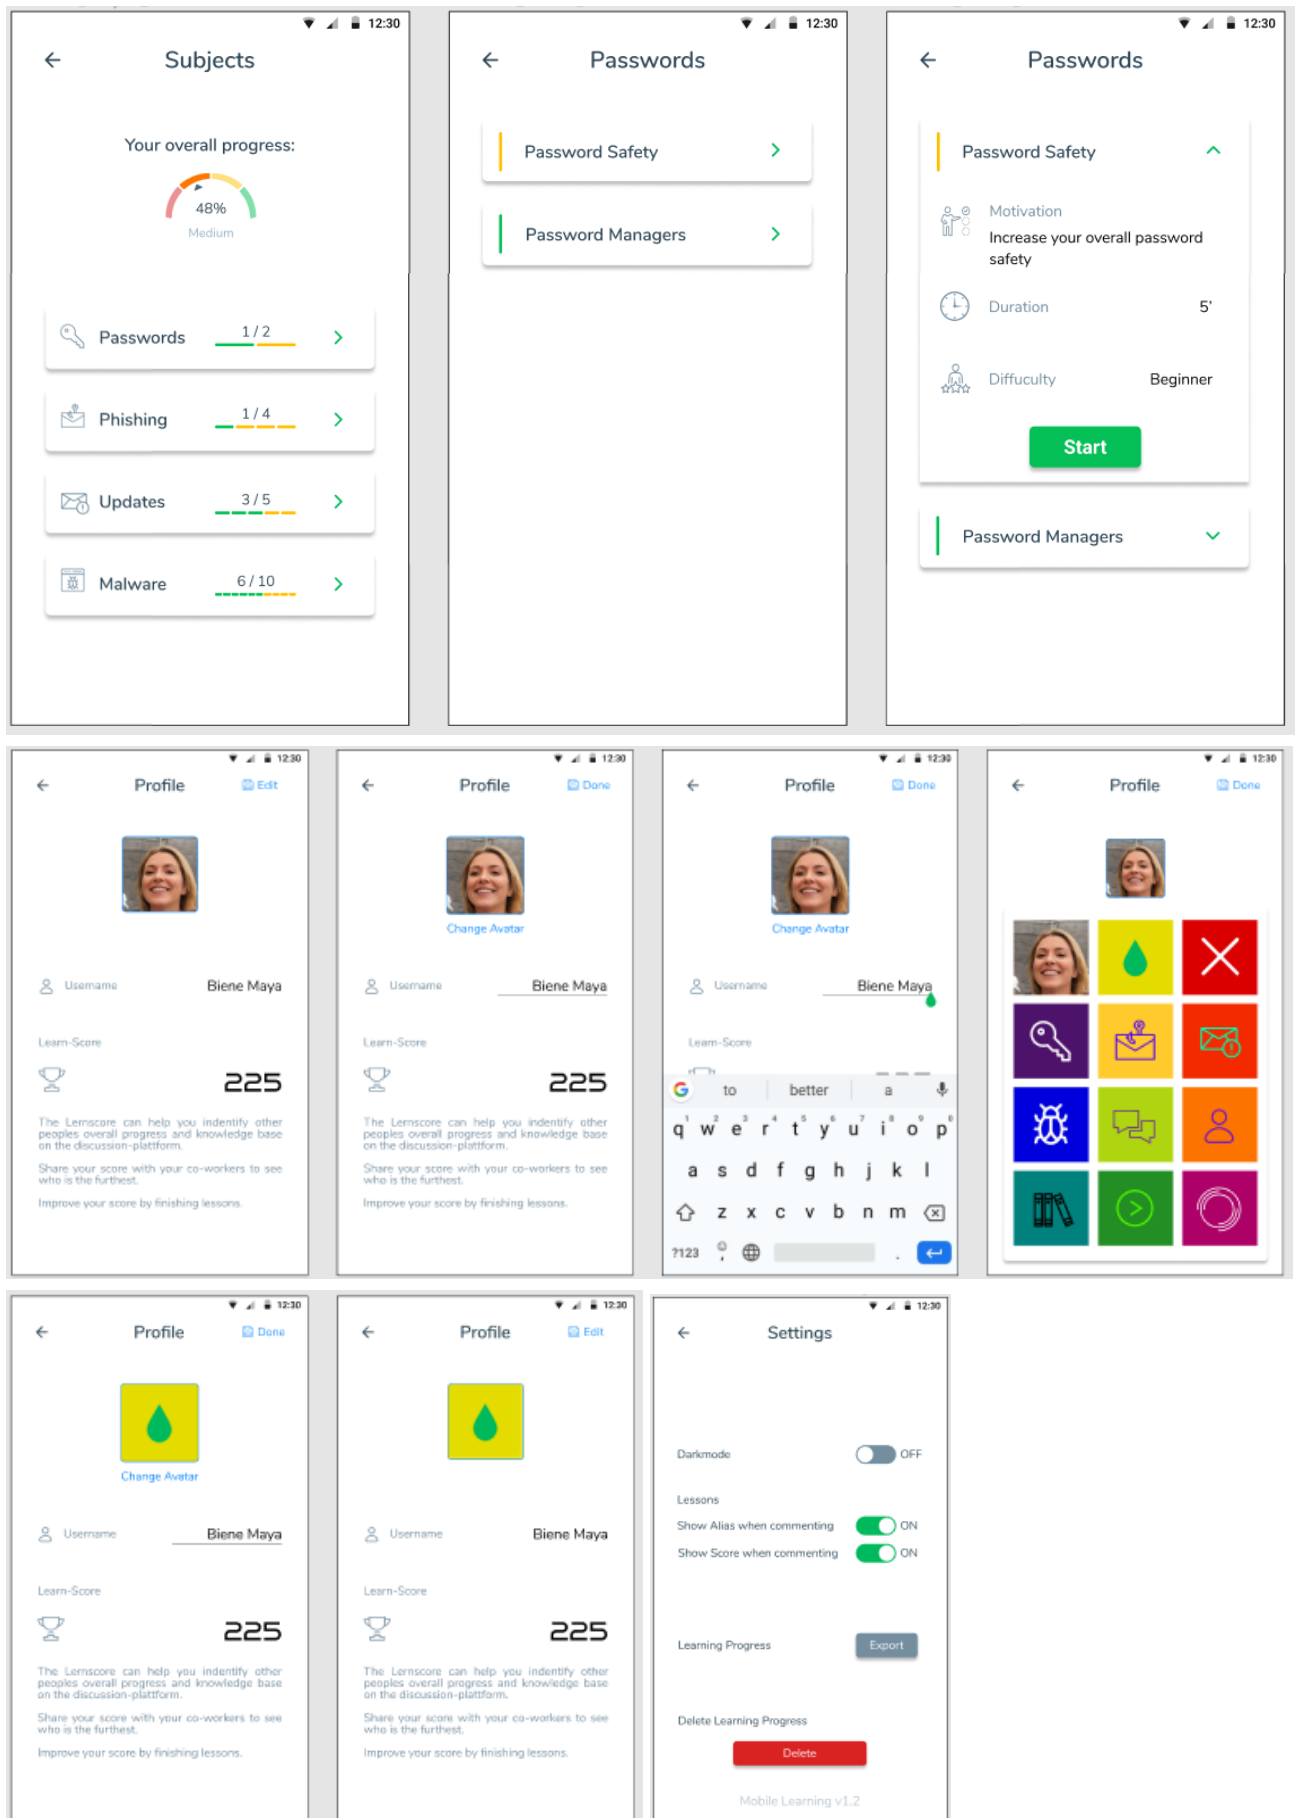 12:30
Subjects
Your overall progress:
48%
Medium
Passwords 1 / 2
Phishing 1 / 4
Updates 3 / 5
Malware 6 / 10
12:30
Passwords
Password Safety
Password Managers
12:30
Passwords
Password Safety
Motivation
Increase your overall password
safety
Duration 5'
Diffuculty Beginner
Start
Password Managers
12:30
Profile Edit
Username Biene Maya
Learn-Score
225
The Lernscore can help you indentify other
peoples overall progress and knowledge base
on the discussion-plattform.
Share your score with your co-workers to see
who is the furthest.
Improve your score by finishing lessons.
12:30
Profile Done
Change Avatar
Username Biene Maya
Learn-Score
225
The Lernscore can help you indentify other
peoples overall progress and knowledge base
on the discussion-plattform.
Share your score with your co-workers to see
who is the furthest.
Improve your score by finishing lessons.
12:30
Profile Done
Change Avatar
Username Biene Maya
Learn-Score
G to better a
1 2 3 4 5 6 7 8 9 0
q w e r t y u i o p
a s d f g h j k l
z x c v b n m
?123 , .
12:30
Profile Done
12:30
Profile Done
Change Avatar
Username Biene Maya
Learn-Score
225
The Lernscore can help you indentify other
peoples overall progress and knowledge base
on the discussion-plattform.
Share your score with your co-workers to see
who is the furthest.
Improve your score by finishing lessons.
12:30
Profile Edit
Username Biene Maya
Learn-Score
225
The Lernscore can help you indentify other
peoples overall progress and knowledge base
on the discussion-plattform.
Share your score with your co-workers to see
who is the furthest.
Improve your score by finishing lessons.
12:30
Settings
Darkmode OFF
Lessons
Show Alias when commenting ON
Show Score when commenting ON
Learning Progress Export
Delete Learning Progress
Delete
Mobile Learning v1.2